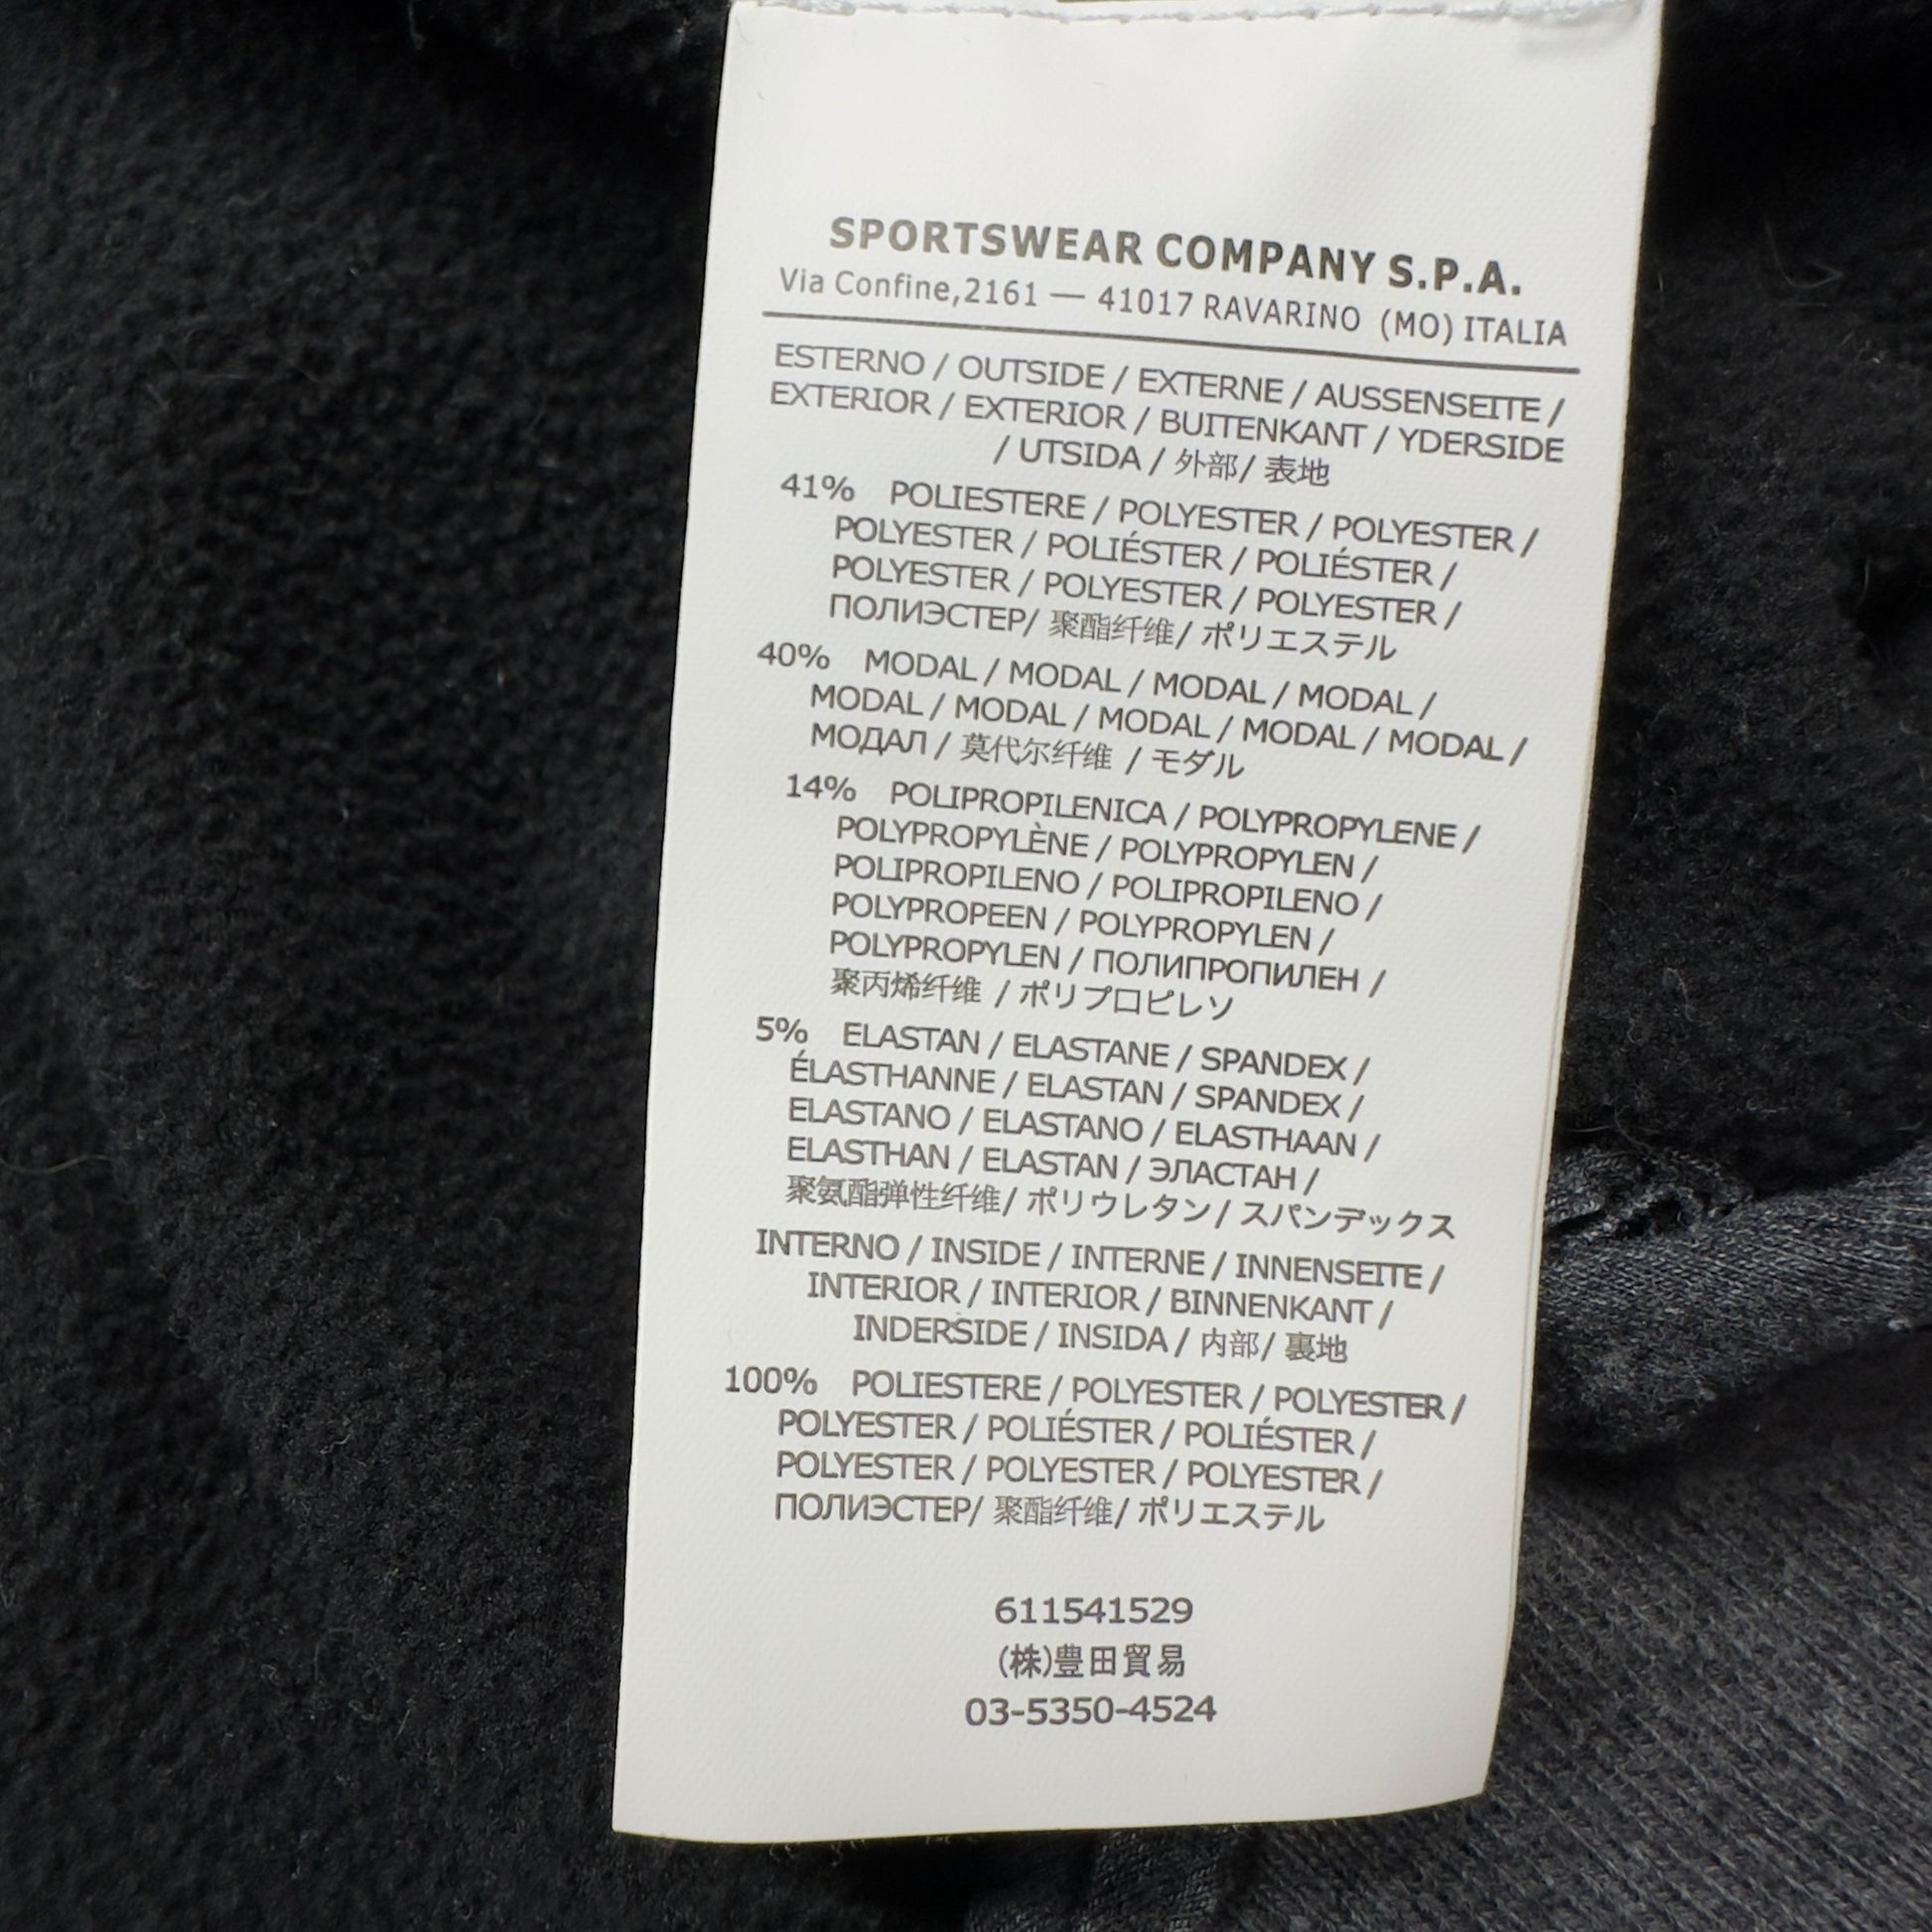 SPORTSWEAR COMPANY S.P.A.
Via Confine,2161 — 41017 RAVARINO (MO) ITALIA
ESTERNO / OUTSIDE / EXTERNE / AUSSENSEITE /
EXTERIOR / EXTERIOR / BUITENKANT / YDERSIDE
/ UTSIDA / 外部/ 表地
41% POLIESTERE / POLYESTER / POLYESTER /
POLYESTER / POLIÉSTER / POLIÉSTER /
POLYESTER / POLYESTER / POLYESTER /
ПОЛИЭСТЕР/ 聚酯纤维/ ポリエステル
40% MODAL / MODAL / MODAL / MODAL /
MODAL / MODAL / MODAL / MODAL / MODAL /
МОДАЛ / 莫代尔纤维 / モダル
14% POLIPROPILENICA / POLYPROPYLENE /
POLYPROPYLÈNE / POLYPROPYLEN /
POLIPROPILENO / POLIPROPILENO /
POLYPROPEEN / POLYPROPYLEN /
POLYPROPYLEN / ПОЛИПРОПИЛЕН /
聚丙烯纤维 / ポリプロピレソ
5% ELASTAN / ELASTANE / SPANDEX /
ÉLASTHANNE / ELASTAN / SPANDEX /
ELASTANO / ELASTANO / ELASTHAAN /
ELASTHAN / ELASTAN / ЭЛАСТАН /
聚氨酯弹性纤维/ ポリウレタン/ スパンデックス
INTERNO / INSIDE / INTERNE / INNENSEITE /
INTERIOR / INTERIOR / BINNENKANT /
INDERSIDE / INSIDA / 内部/ 裏地
100% POLIESTERE / POLYESTER / POLYESTER /
POLYESTER / POLIÉSTER / POLIÉSTER /
POLYESTER / POLYESTER / POLYESTER /
ПОЛИЭСТЕР/ 聚酯纤维/ ポリエステル
611541529
(株)豊田貿易
03-5350-4524